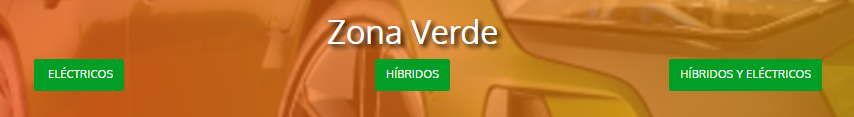 Zona Verde
ELÉCTRICOS
HÍBRIDOS
HÍBRIDOS Y ELÉCTRICOS